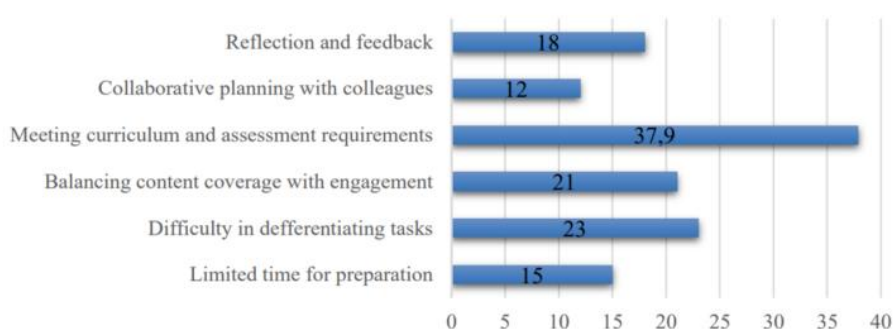 Reflection and feedback 18
Collaborative planning with colleagues 12
Meeting curriculum and assessment requirements 37,9
Balancing content coverage with engagement 21
Difficulty in defferentiating tasks 23
Limited time for preparation 15
0 5 10 15 20 25 30 35 40